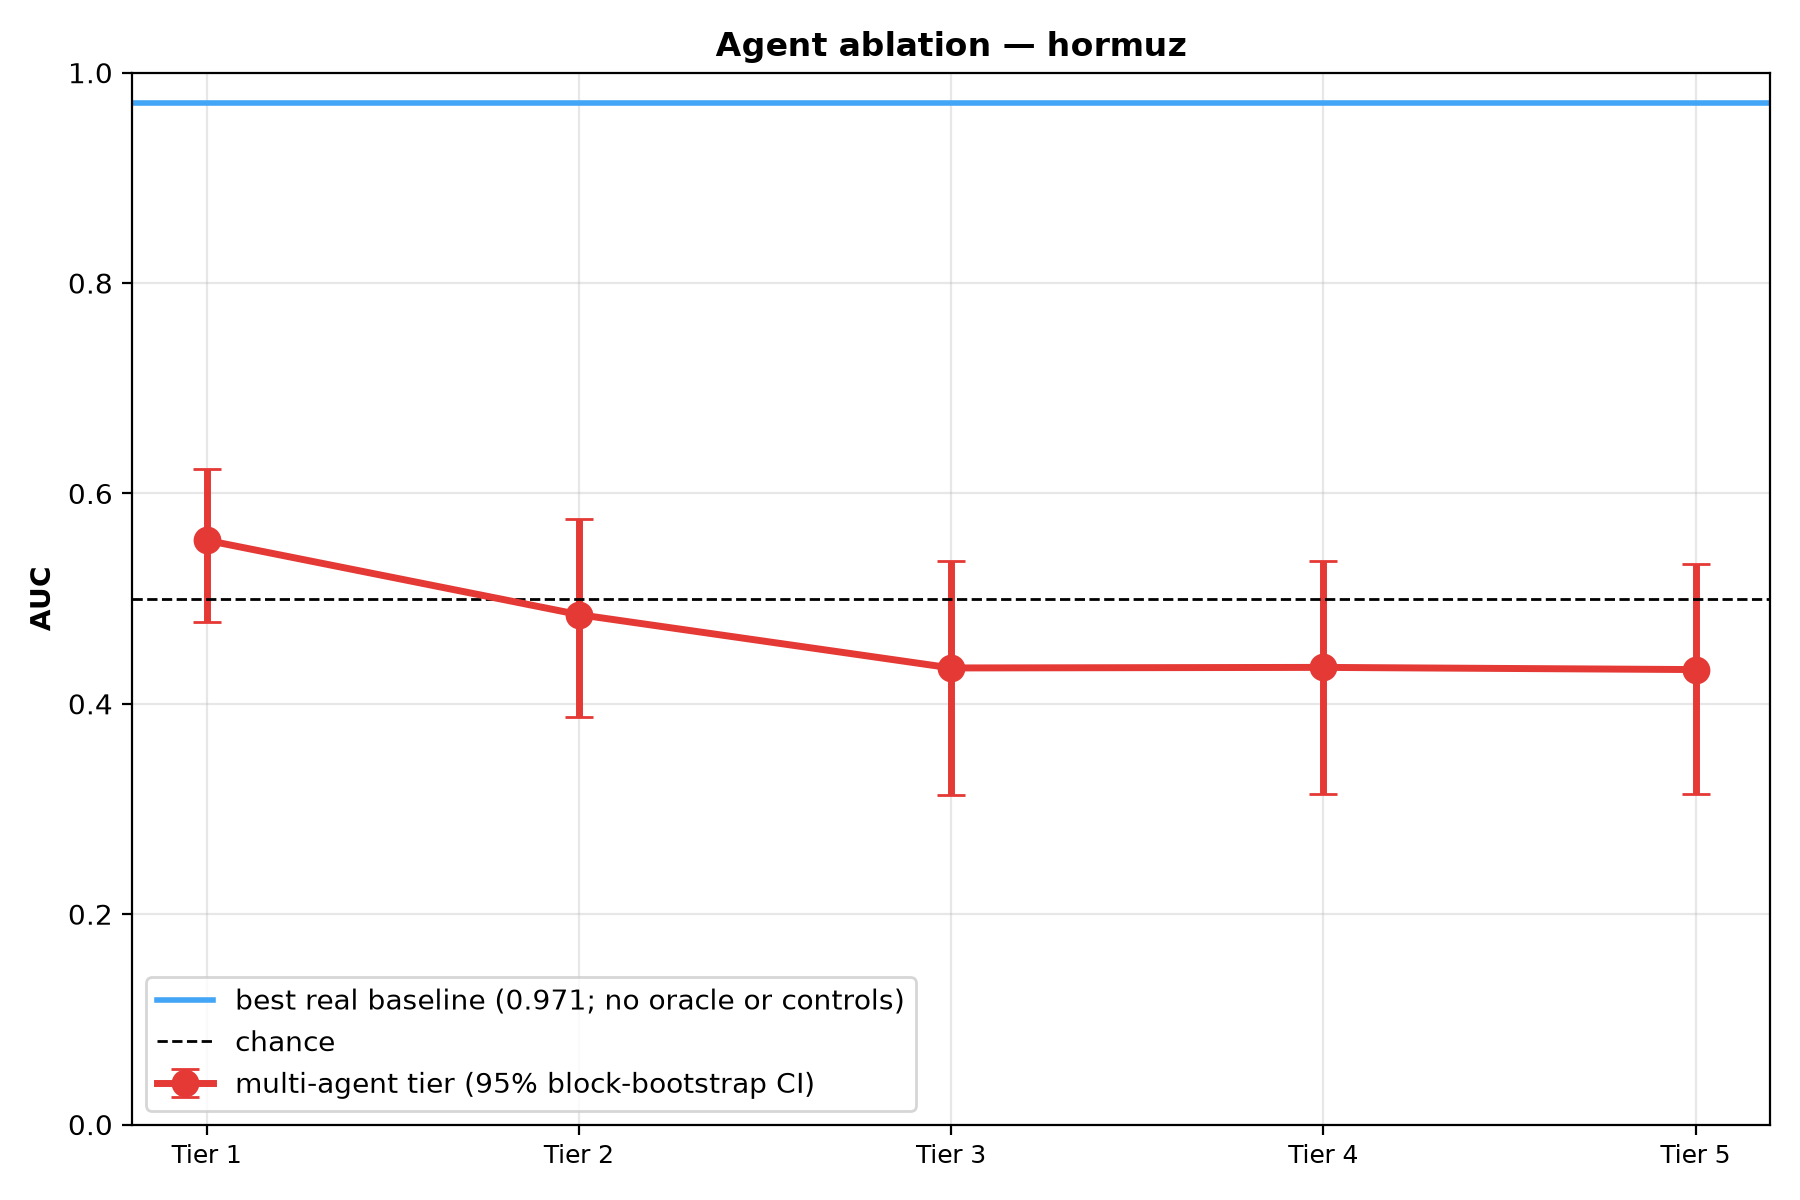 Agent ablation — hormuz
1.0
0.8
0.6
0.4
0.2
0.0
AUC
best real baseline (0.971; no oracle or controls)
chance
multi-agent tier (95% block-bootstrap CI)
Tier 1
Tier 2
Tier 3
Tier 4
Tier 5